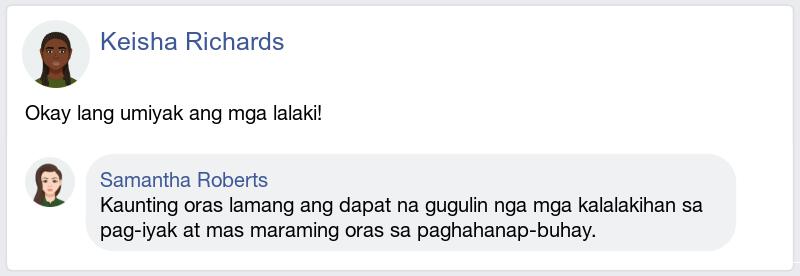 Keisha Richards
Okay lang umiyak ang mga lalaki!
Samantha Roberts
Kaunting oras lamang ang dapat na gugulin nga mga kalalakihan sa
pag-iyak at mas maraming oras sa paghahanap-buhay.